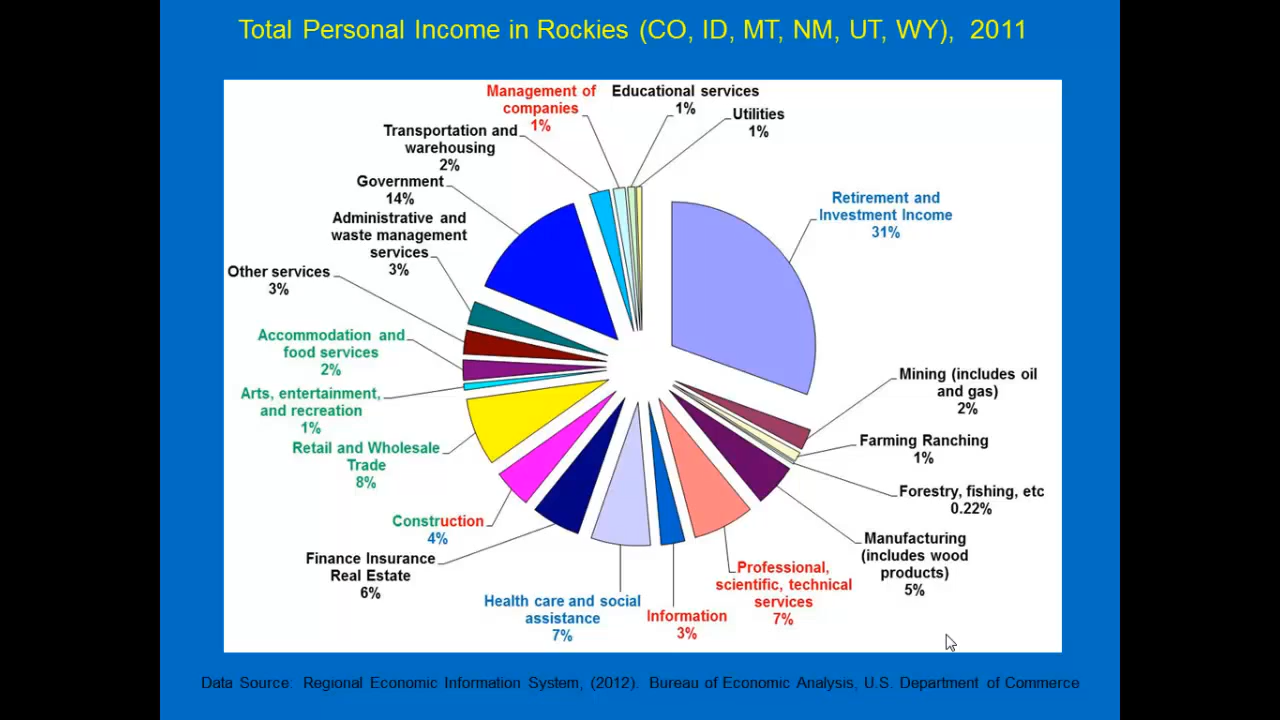 Total Personal Income in Rockies (CO, ID, MT, NM, UT, WY), 2011
Management of
companies
1%
Educational services
1%
Utilities
1%
Transportation and
warehousing
2%
Government
14%
Administrative and
waste management
services
3%
Other services
3%
Accommodation and
food services
2%
Arts, entertainment,
and recreation
1%
Retail and Wholesale
Trade
8%
Construction
4%
Finance Insurance
Real Estate
6%
Health care and social
assistance
7%
Information
3%
Professional,
scientific, technical
services
7%
Manufacturing
(includes wood
products)
5%
Forestry, fishing, etc
0.22%
Farming Ranching
1%
Mining (includes oil
and gas)
2%
Retirement and
Investment Income
31%
Data Source: Regional Economic Information System, (2012). Bureau of Economic Analysis, U.S. Department of Commerce